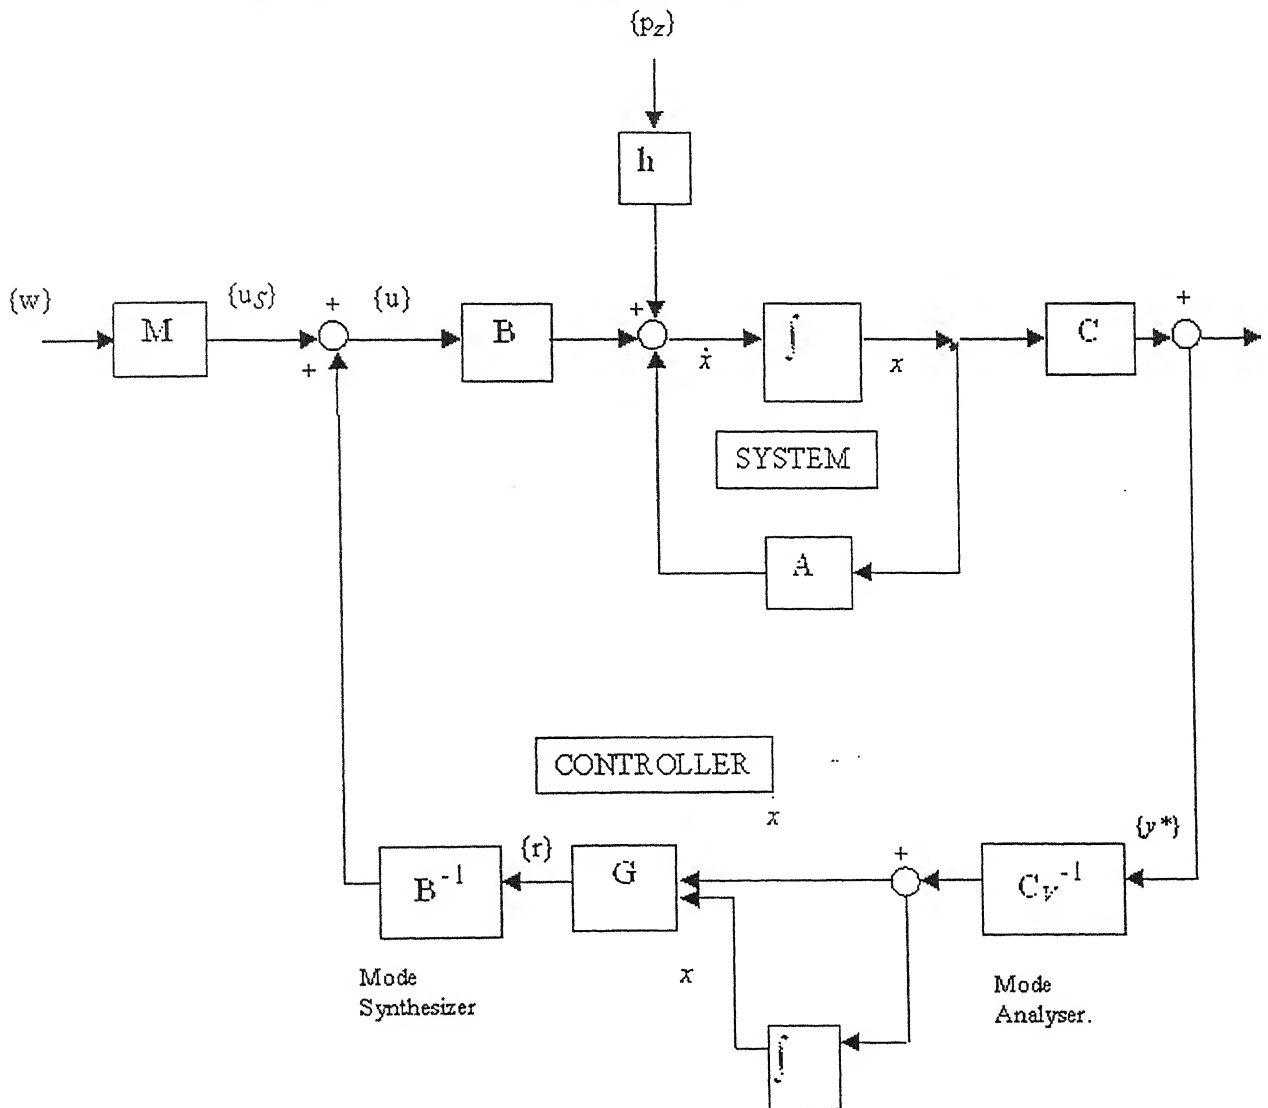 {p_z}
h
{w}
M
{u_S}
+
+
{u}
B
+
ẋ
∫
x
C
+
SYSTEM
A
CONTROLLER
ẋ
{y*}
B⁻¹
{r}
G
+
C_v⁻¹
x
Mode
Synthesizer
Mode
Analyser.
∫